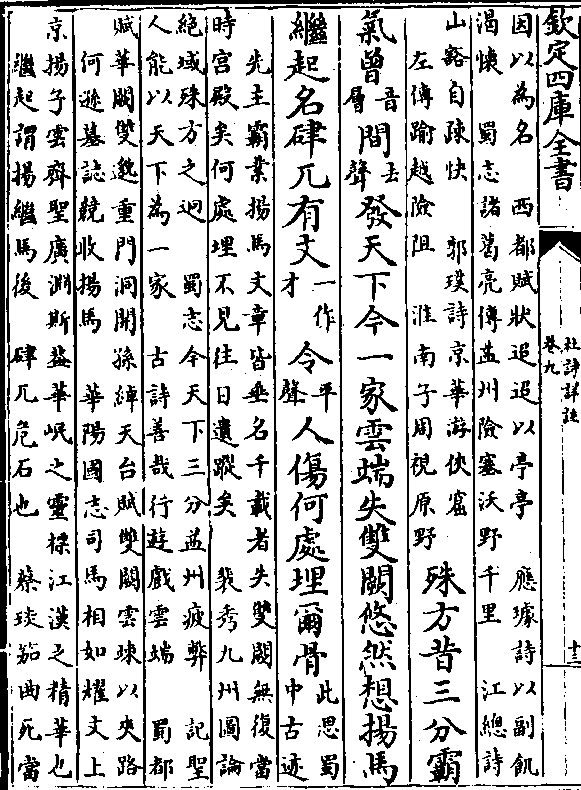 欽定四庫全書
杜詩詳註
卷九
十三
因以為名 西都賦狀迢迢以亭亭 應璩詩以副飢
渴懷 蜀志諸葛亮傳益州險塞沃野千里 江總詩
山豁自疎快 郭璞詩京華游俠窟
左傳踰越險阻 淮南子周視原野
殊方昔三分霸
氣曾音層間去聲發天下今一家雲端失雙闕悠然想揚馬
繼起名硉兀有文一作才令平聲人傷何處埋爾骨此思蜀中古迹
先主霸業揚馬文章皆垂名千載者失雙闕無復當
時宮殿矣何處埋不見往日遺蹤矣 裴秀九州圖論
絕域殊方之迥 蜀志今天下三分益州疲弊 記聖
人能以天下為一家 古詩善哉行遊戲雲端 蜀都
賦華闕雙邈重門洞開孫綽天台賦雙闕雲竦以夾路
何遜墓誌競收揚馬 華陽國志司馬相如耀文上
京揚子雲齊聖廣淵斯益華岷之靈標江漢之精華也
繼起謂揚繼馬後 硉兀危石也 蔡琰笳曲死當